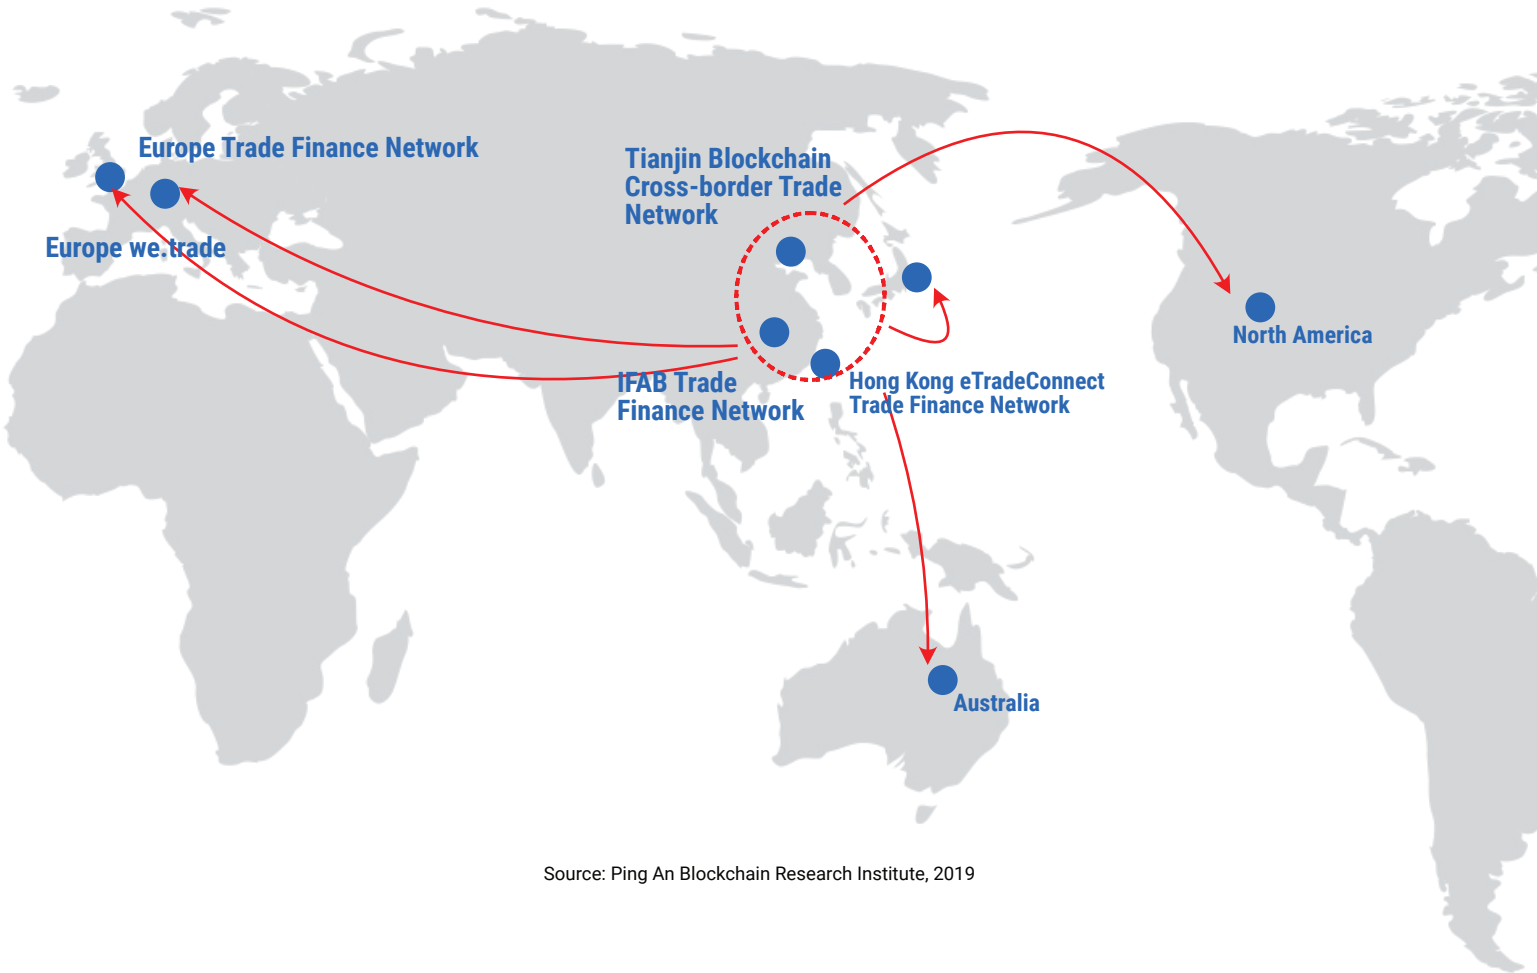 Europe Trade Finance Network
Europe we.trade
Tianjin Blockchain
Cross-border Trade
Network
IFAB Trade
Finance Network
Hong Kong eTradeConnect
Trade Finance Network
North America
Australia
Source: Ping An Blockchain Research Institute, 2019